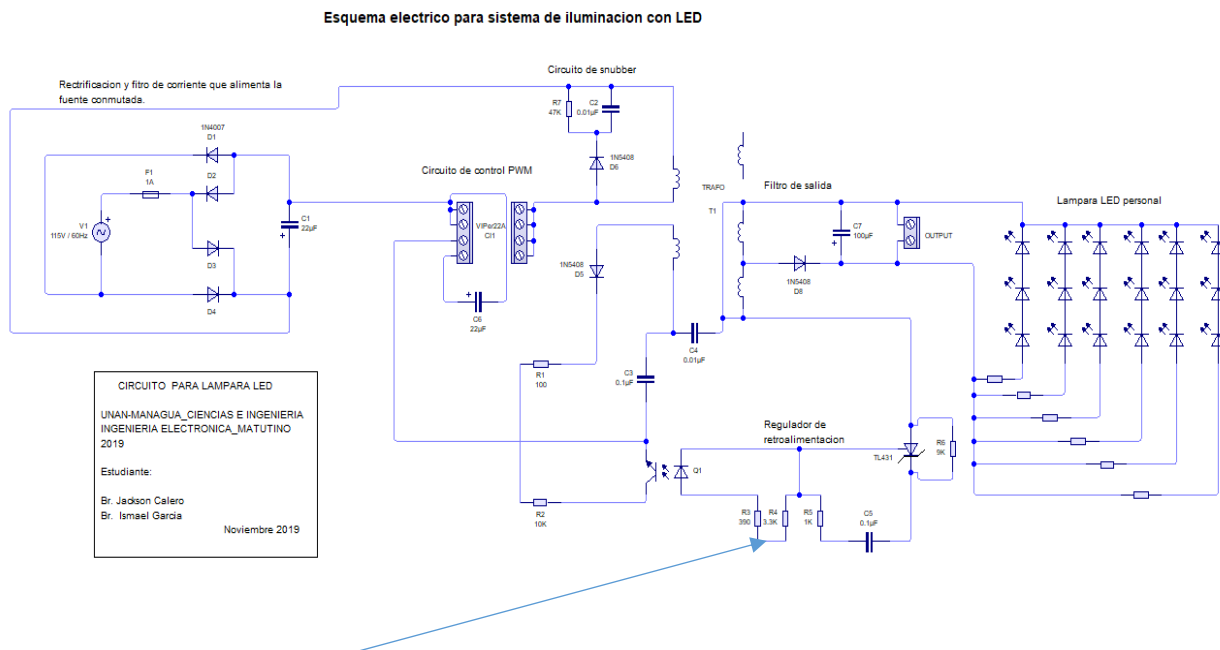 Esquema electrico para sistema de iluminacion con LED
Rectificacion y fitro de corriente que alimenta la
fuente conmutada.
Circuito de snubber
R7
47K
C2
0.01µF
1N4007
D1
D2
F1
1A
V1
115V / 60Hz
C1
22µF
D3
D4
Circuito de control PWM
VIPer22A
CI1
C6
22µF
1N5408
D6
1N5408
D5
TRAFO
T1
Filtro de salida
C7
100µF
OUTPUT
1N5408
D8
Lampara LED personal
C4
0.01µF
R1
100
C3
0.1µF
R2
10K
Q1
Regulador de
retroalimentacion
TL431
R6
9K
R3
390
R4
3.3K
R5
1K
C5
0.1µF
CIRCUITO PARA LAMPARA LED
UNAN-MANAGUA_CIENCIAS E INGENIERIA
INGENIERIA ELECTRONICA_MATUTINO
2019
Estudiante:
Br. Jackson Calero
Br. Ismael Garcia
Noviembre 2019